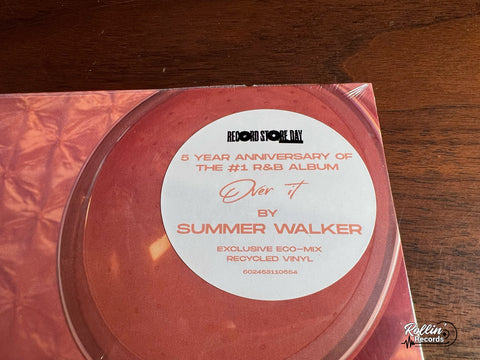 RECORD STORE DAY
5 YEAR ANNIVERSARY OF
THE #1 R&B ALBUM
Over it
BY
SUMMER WALKER
EXCLUSIVE ECO-MIX
RECYCLED VINYL
602463110654
Rollin'
Records